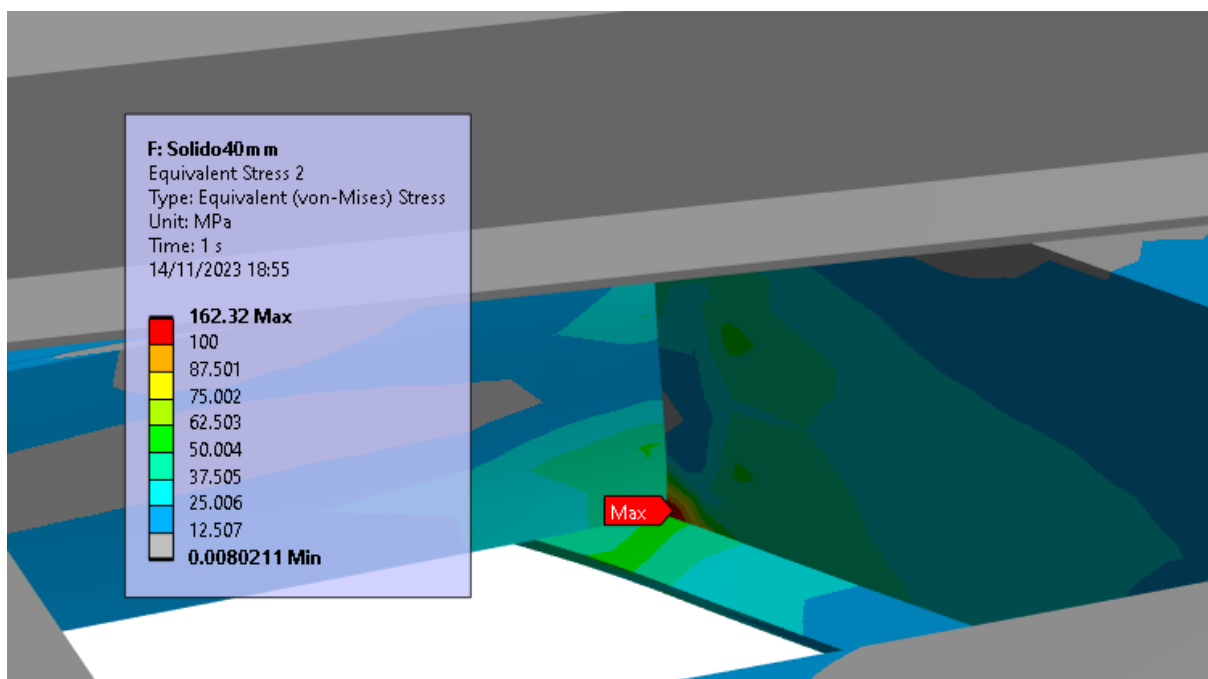 F: Solido40mm
Equivalent Stress 2
Type: Equivalent (von-Mises) Stress
Unit: MPa
Time: 1 s
14/11/2023 18:55
162.32 Max
100
87.501
75.002
62.503
50.004
37.505
25.006
12.507
0.0080211 Min
Max